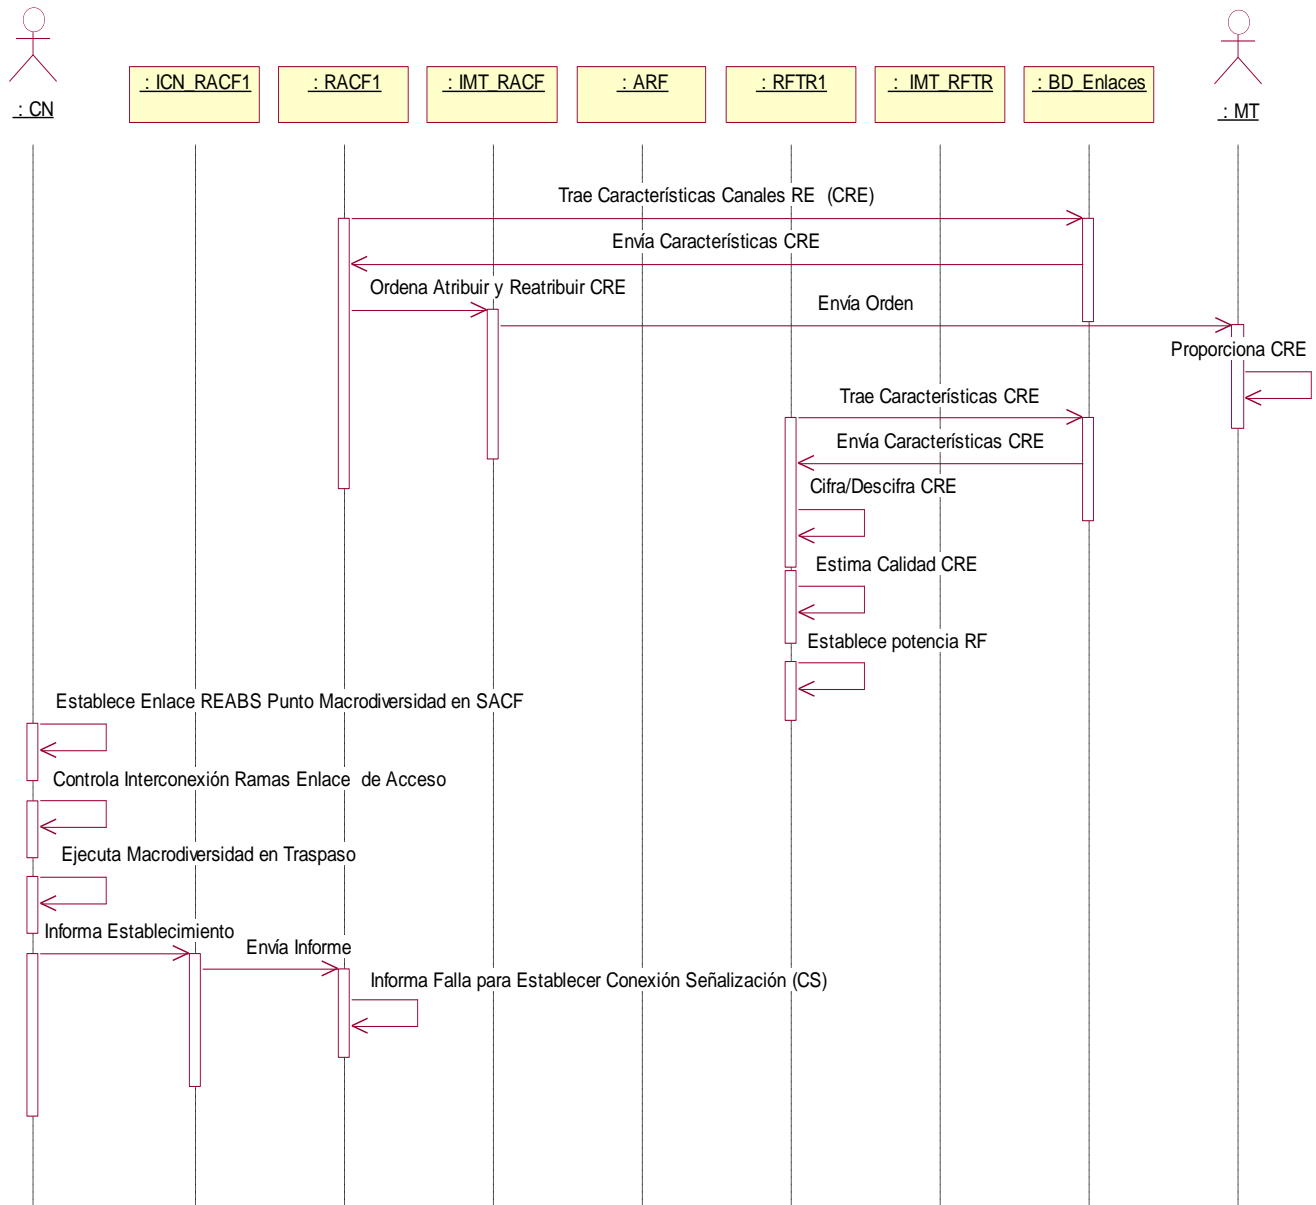 : CN
: ICN_RACF1
: RACF1
: IMT_RACF
: ARF
: RFTR1
: IMT_RFTR
: BD_Enlaces
: MT
Trae Características Canales RE (CRE)
Envía Características CRE
Ordena Atribuir y Reatribuir CRE
Envía Orden
Proporciona CRE
Trae Características CRE
Envía Características CRE
Cifra/Descifra CRE
Estima Calidad CRE
Establece potencia RF
Establece Enlace REABS Punto Macrodiversidad en SACF
Controla Interconexión Ramas Enlace de Acceso
Ejecuta Macrodiversidad en Traspaso
Informa Establecimiento
Envía Informe
Informa Falla para Establecer Conexión Señalización (CS)